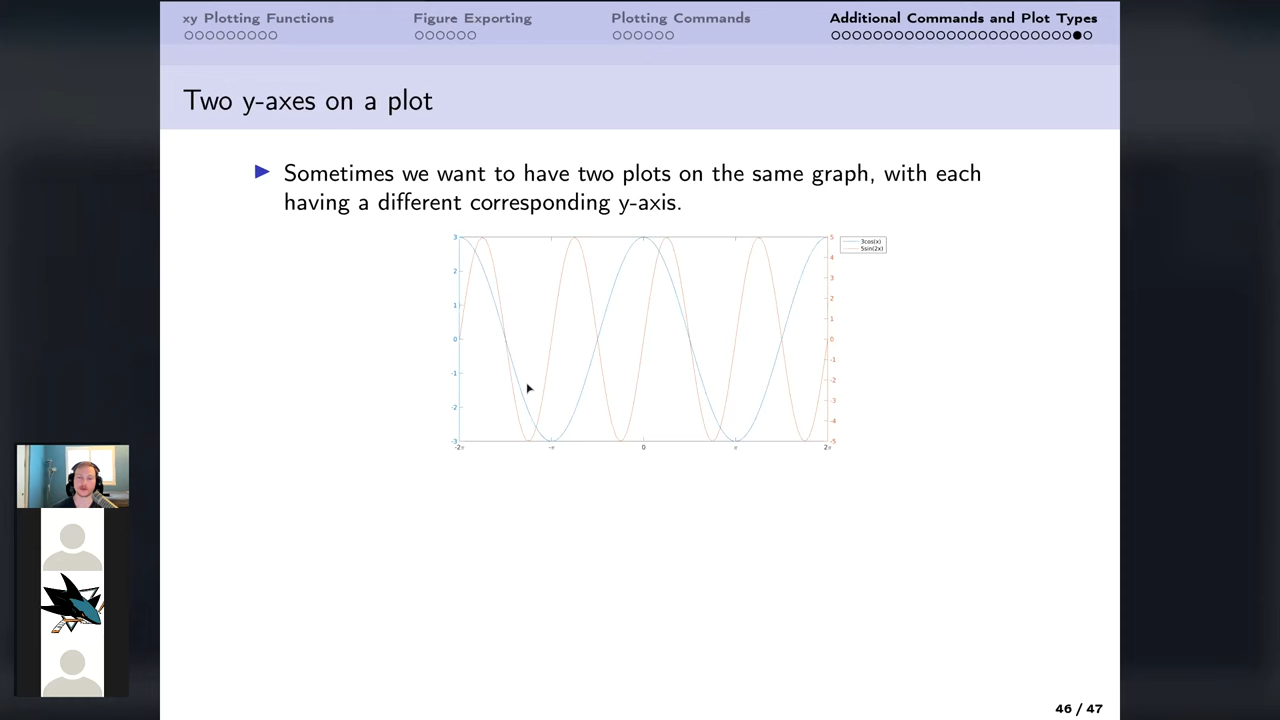 xy Plotting Functions
Figure Exporting
Plotting Commands
Additional Commands and Plot Types
Two y-axes on a plot
Sometimes we want to have two plots on the same graph, with each
having a different corresponding y-axis.
3
2
1
0
-1
-2
-3
-2π
-π
0
π
2π
5
4
3
2
1
0
-1
-2
-3
-4
-5
3cos(x)
5sin(2x)
46 / 47